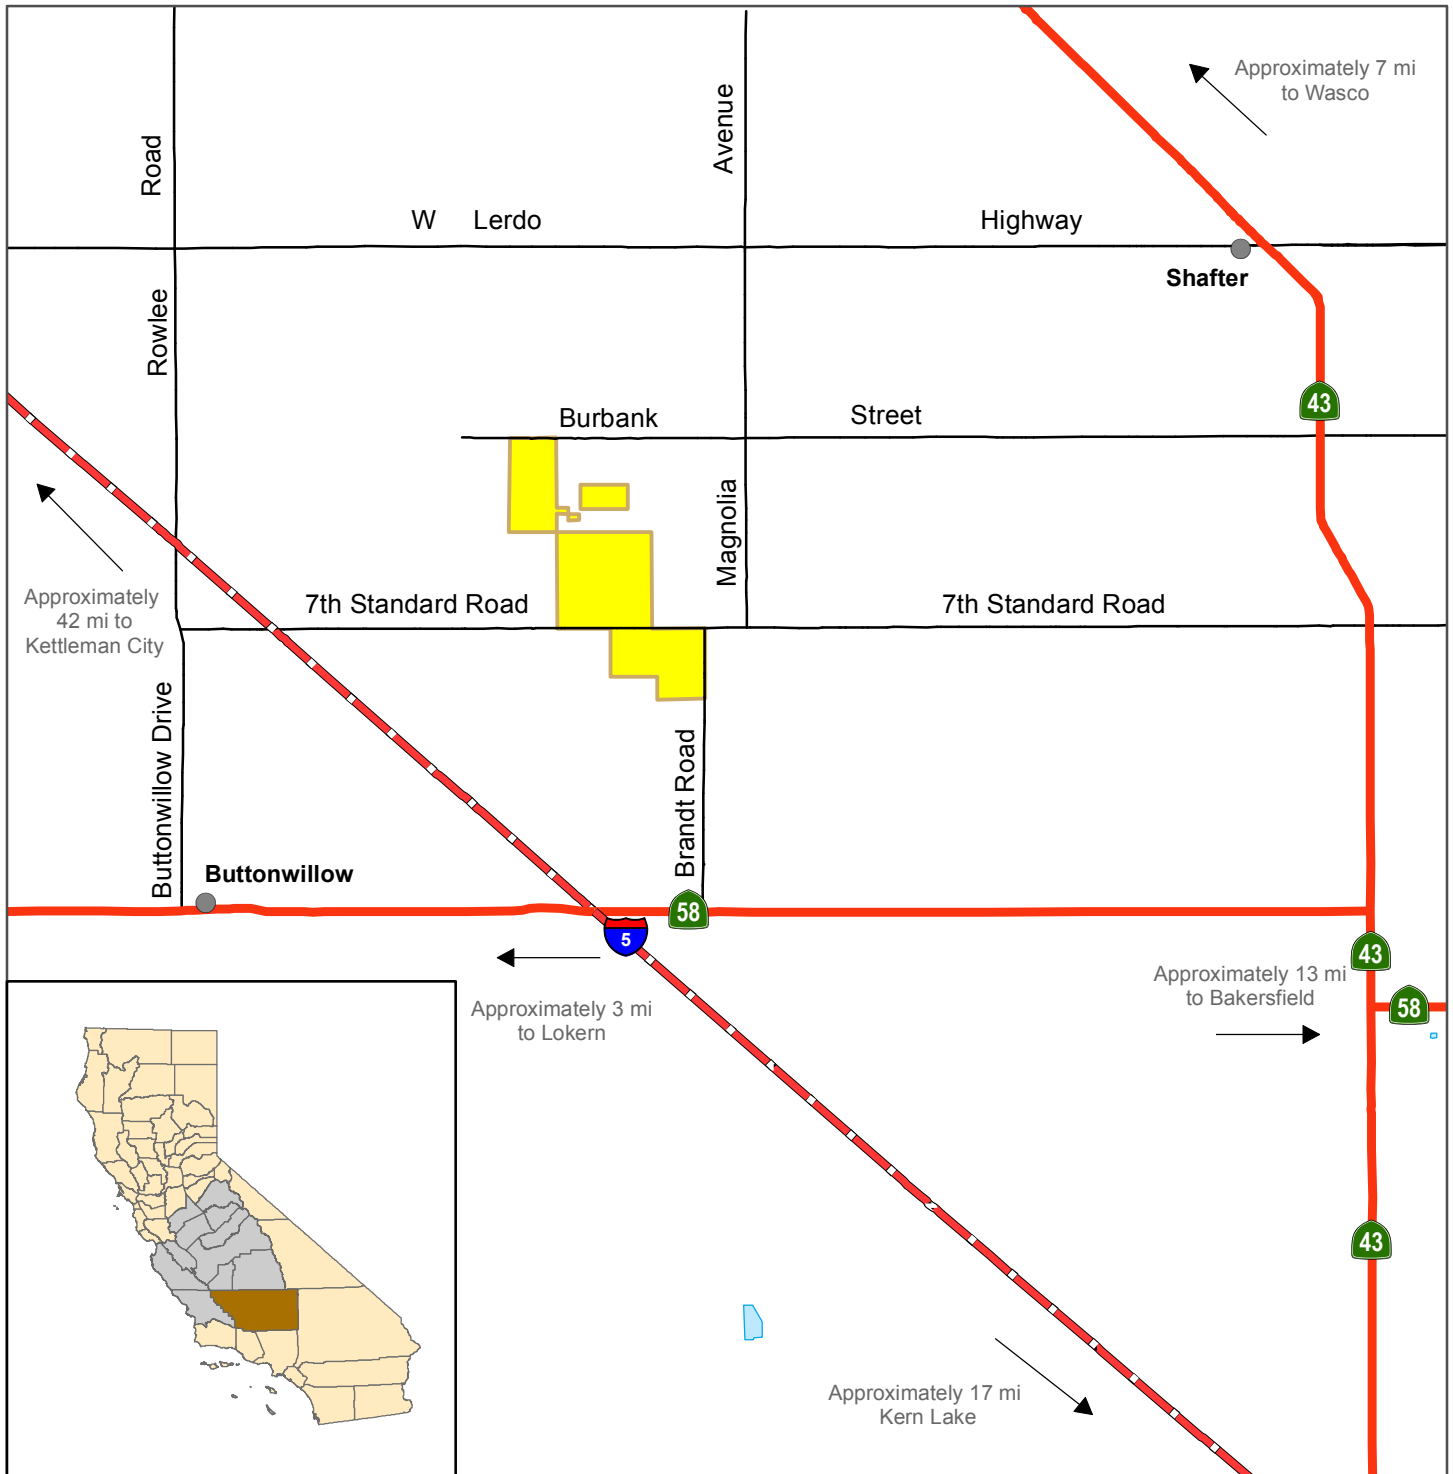 Approximately 7 mi
to Wasco
Road
Avenue
W Lerdo Highway
Shafter
Rowlee
43
Burbank Street
Magnolia
Approximately
42 mi to
Kettleman City
7th Standard Road
7th Standard Road
Buttonwillow Drive
Brandt Road
Buttonwillow
58
5
43
Approximately 13 mi
to Bakersfield
58
Approximately 3 mi
to Lokern
43
Approximately 17 mi
Kern Lake